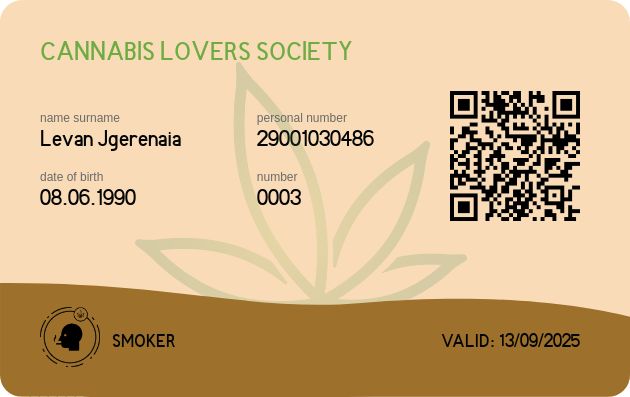 CANNABIS LOVERS SOCIETY
name surname
Levan Jgerenaia
personal number
29001030486
date of birth
08.06.1990
number
0003
SMOKER
VALID: 13/09/2025